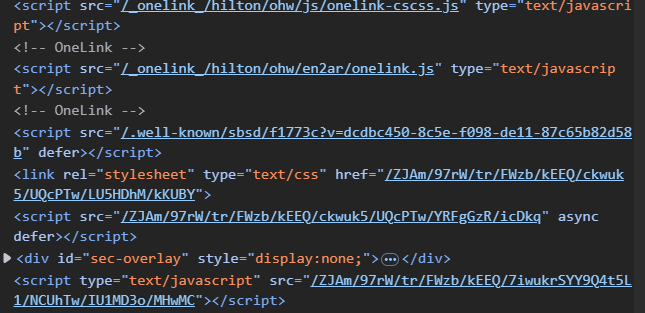 <script src="/_onelink_/hilton/ohw/js/onelink-cscss.js" type="text/javascri
pt"></script>
<!-- OneLink -->
<script src="/_onelink_/hilton/ohw/en2ar/onelink.js" type="text/javascrip
t"></script>
<!-- OneLink -->
<script src="/.well-known/sbsd/f1773c?v=dcdbc450-8c5e-f098-de11-87c65b82d58
b" defer></script>
<link rel="stylesheet" type="text/css" href="/ZJAm/97rW/tr/FWzb/kEEQ/ckwuk
5/UQcPTw/LU5HDhM/kKUBY">
<script src="/ZJAm/97rW/tr/FWzb/kEEQ/ckwuk5/UQcPTw/YRFgGzR/icDkq" async
defer></script>
<div id="sec-overlay" style="display:none;">…</div>
<script type="text/javascript" src="/ZJAm/97rW/tr/FWzb/kEEQ/7iwukrSYY9Q4t5L
1/NCUhTw/IU1MD3o/MHwMC"></script>